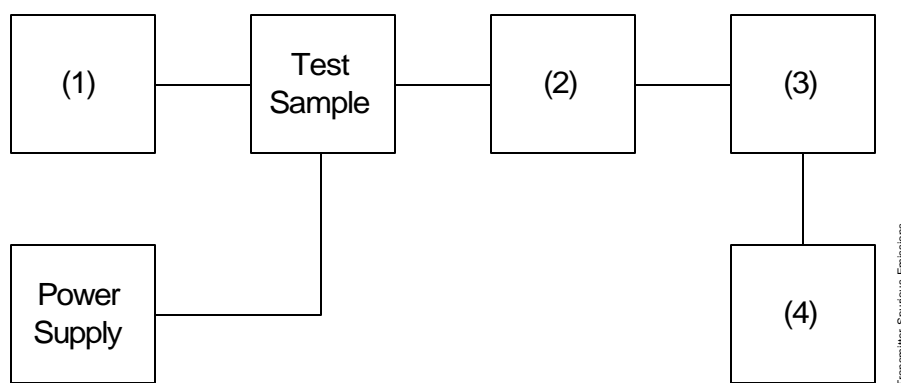 (1)
Test
Sample
(2)
(3)
Power
Supply
(4)
Transmitter Spurious Emissions